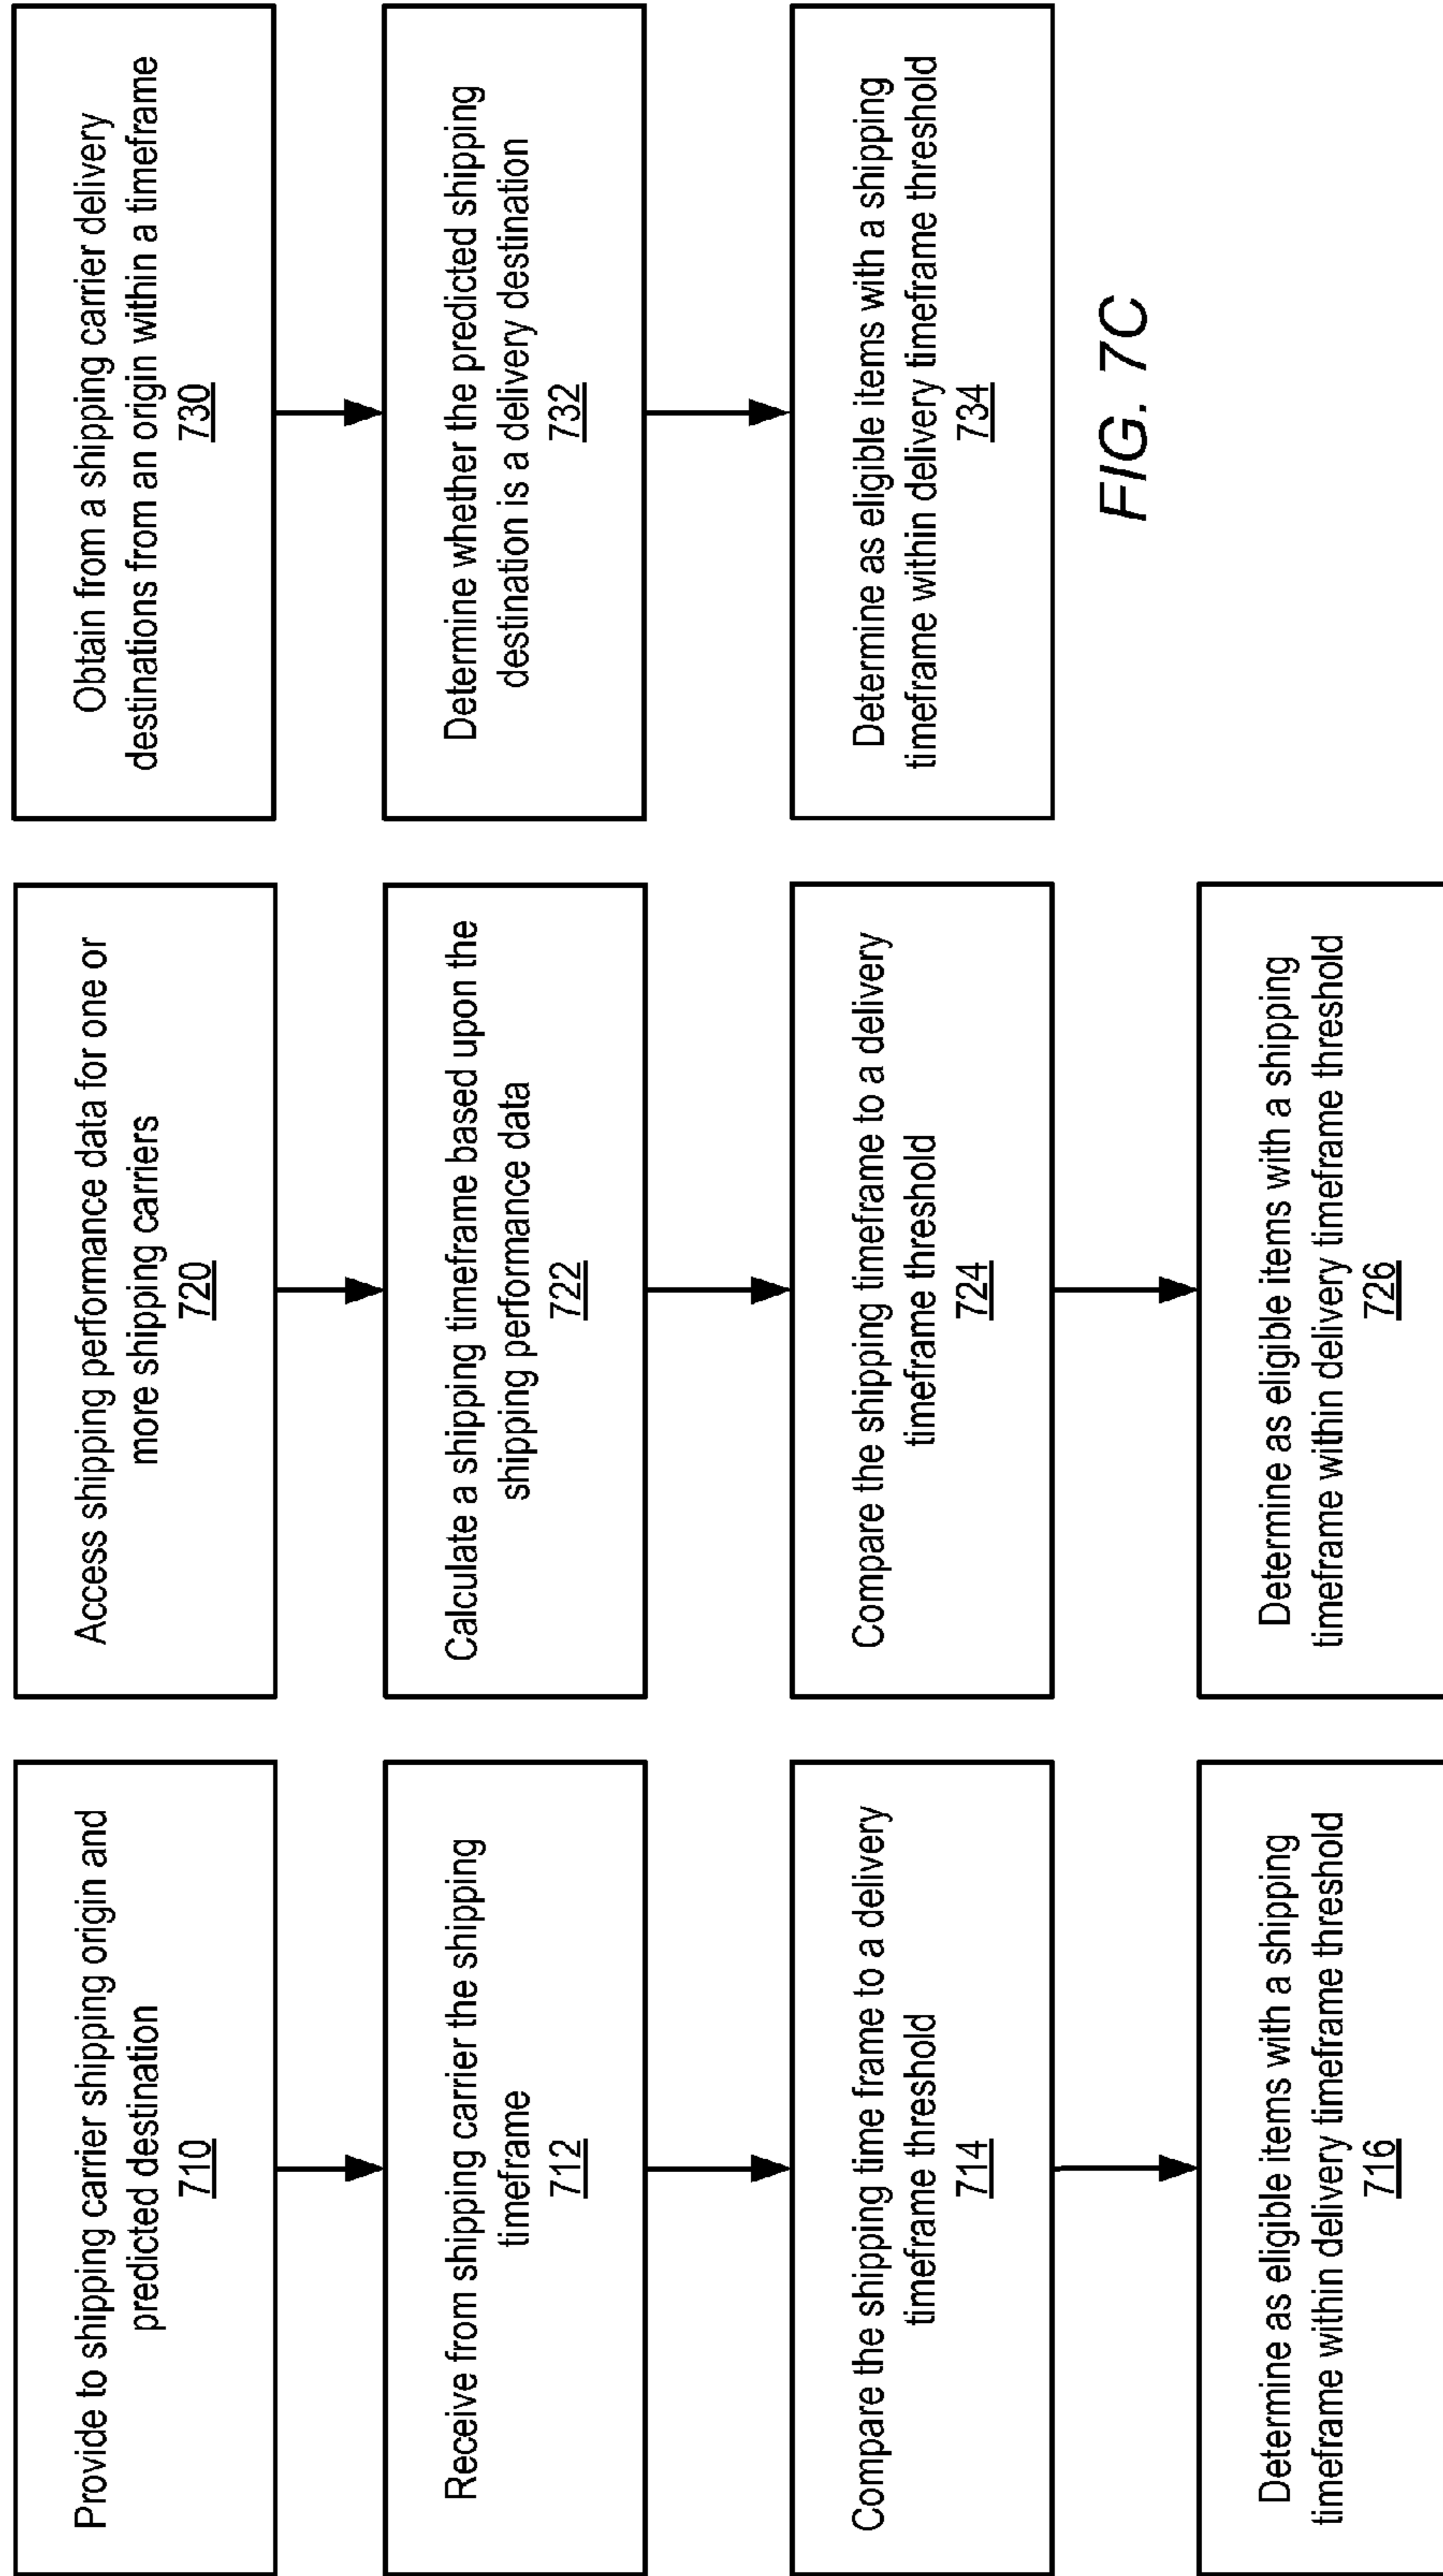 Provide to shipping carrier shipping origin and
predicted destination
710
Receive from shipping carrier the shipping
timeframe
712
Compare the shipping time frame to a delivery
timeframe threshold
714
Determine as eligible items with a shipping
timeframe within delivery timeframe threshold
716
Access shipping performance data for one or
more shipping carriers
720
Calculate a shipping timeframe based upon the
shipping performance data
722
Compare the shipping timeframe to a delivery
timeframe threshold
724
Determine as eligible items with a shipping
timeframe within delivery timeframe threshold
726
Obtain from a shipping carrier delivery
destinations from an origin within a timeframe
730
Determine whether the predicted shipping
destination is a delivery destination
732
Determine as eligible items with a shipping
timeframe within delivery timeframe threshold
734
FIG. 7C